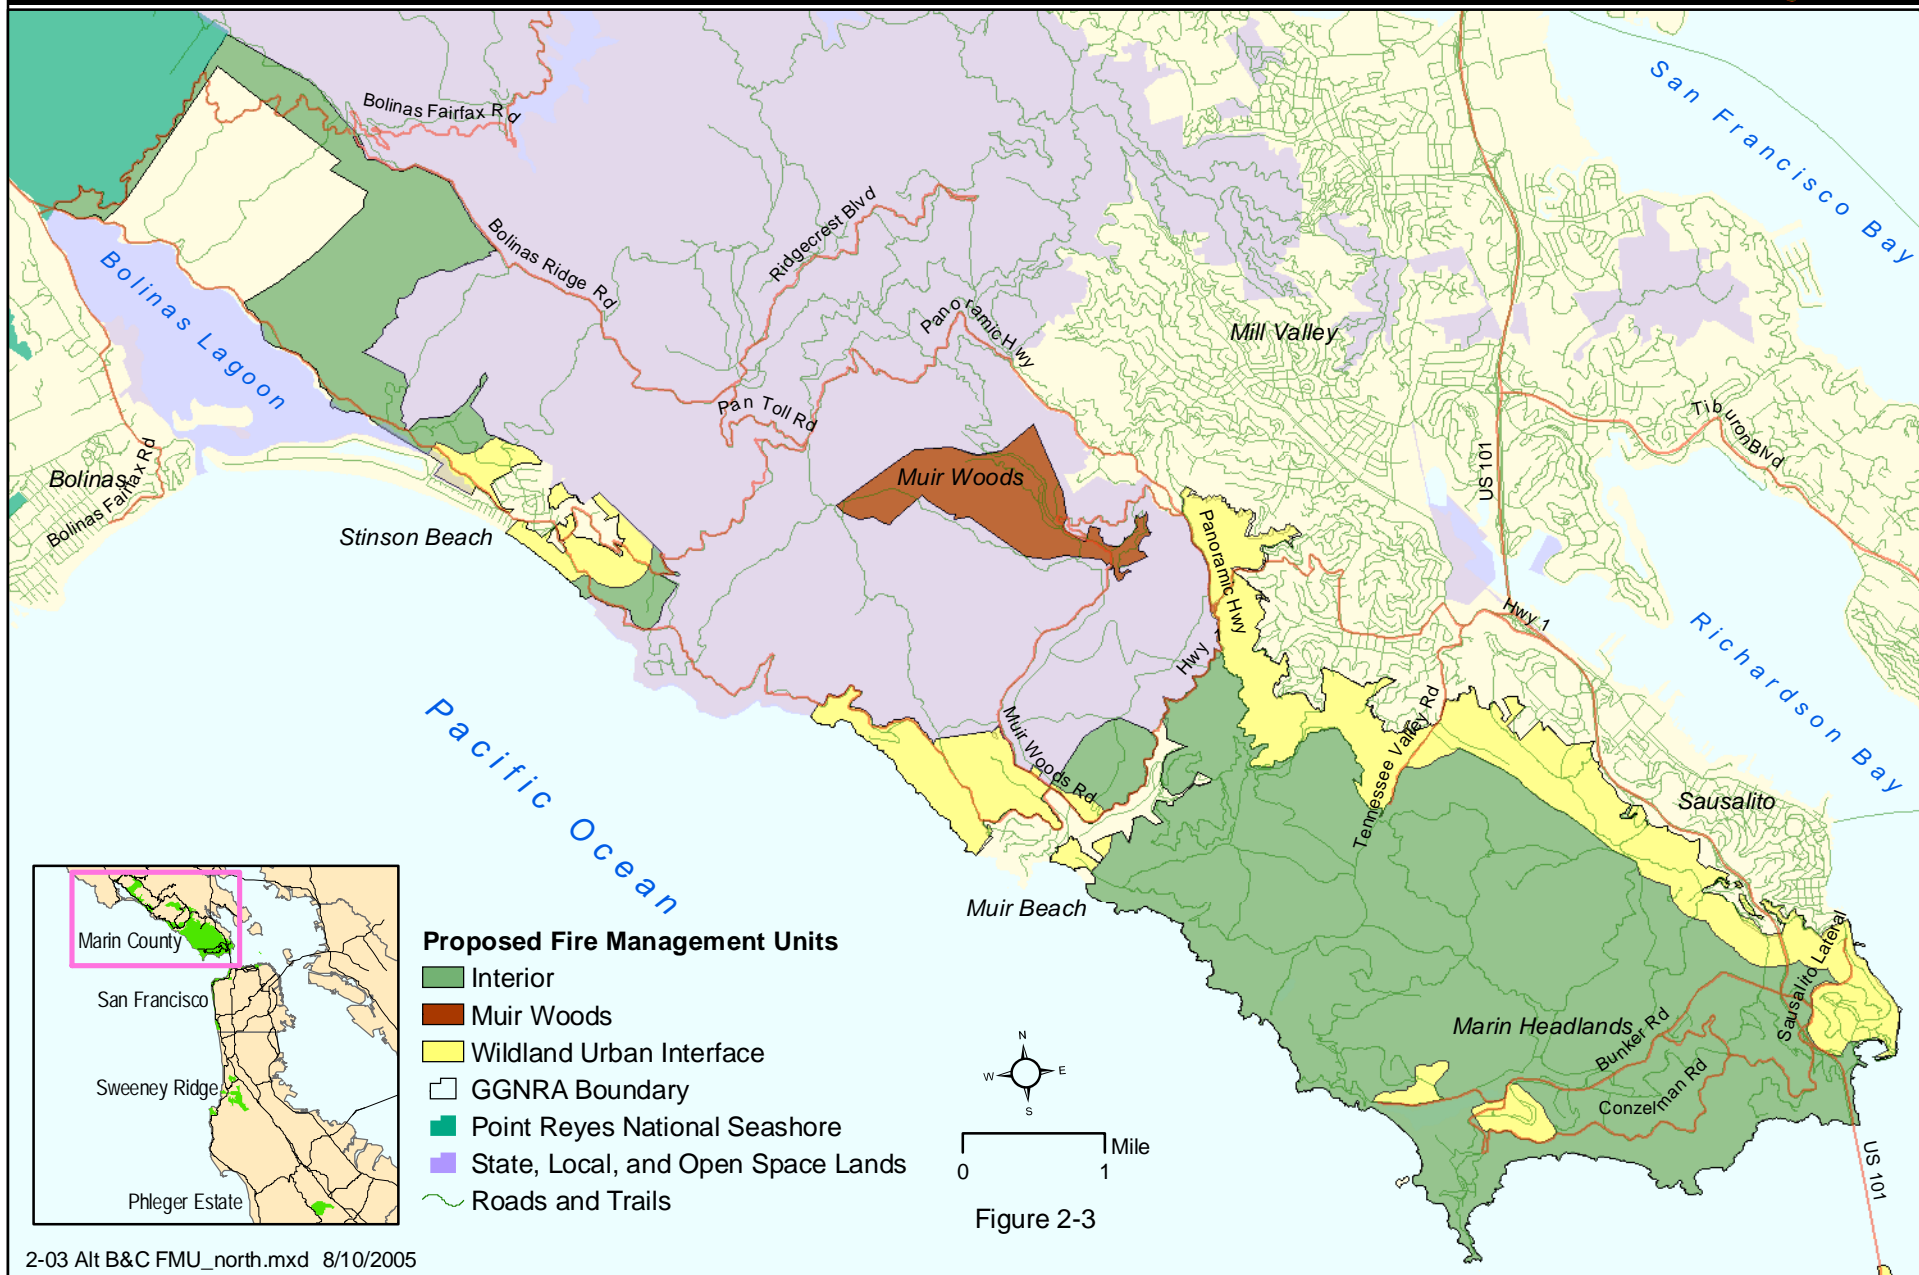 San Francisco Bay
Bolinas Fairfax Rd
Ridgecrest Blvd
Bolinas Ridge Rd
Bolinas Lagoon
Panoramic Hwy
Mill Valley
Pan Toll Rd
Tiburon Blvd
US 101
Muir Woods
Bolinas
Bolinas Fairfax Rd
Stinson Beach
Panoramic Hwy
Hwy 1
Richardson Bay
Hwy 1
Pacific Ocean
Muir Woods Rd
Tennessee Valley Rd
Sausalito
Muir Beach
Sausalito Lateral
Marin Headlands
Bunker Rd
Conzelman Rd
US 101
Marin County
San Francisco
Sweeney Ridge
Phleger Estate
Proposed Fire Management Units
Interior
Muir Woods
Wildland Urban Interface
GGNRA Boundary
Point Reyes National Seashore
State, Local, and Open Space Lands
Roads and Trails
N
W E
S
Mile
0 1
Figure 2-3
2-03 Alt B&C FMU_north.mxd 8/10/2005